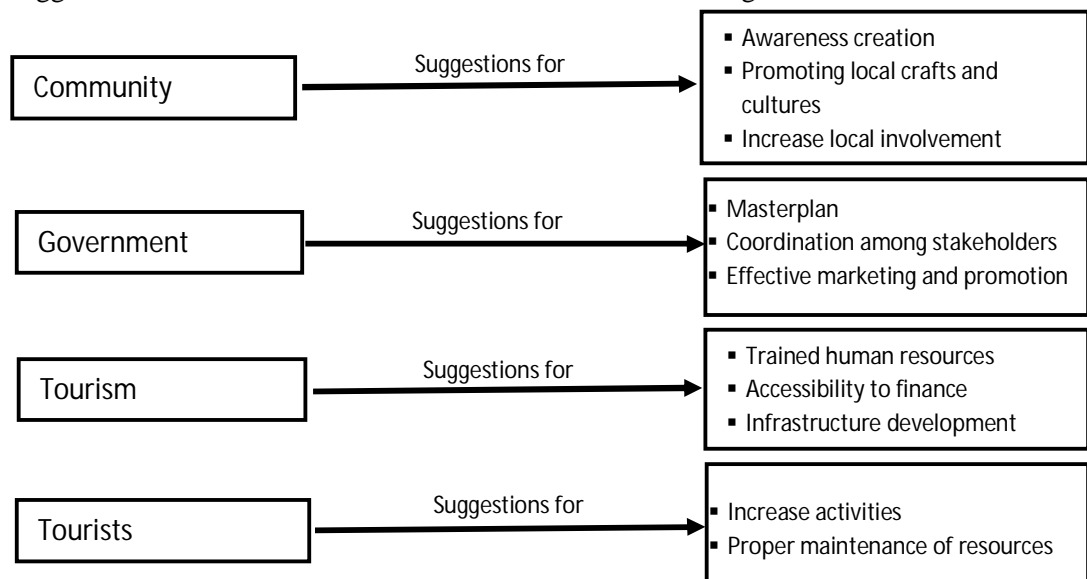 Community
Suggestions for
▪ Awareness creation
▪ Promoting local crafts and
cultures
▪ Increase local involvement
Government
Suggestions for
▪ Masterplan
▪ Coordination among stakeholders
▪ Effective marketing and promotion
Tourism
Suggestions for
▪ Trained human resources
▪ Accessibility to finance
▪ Infrastructure development
Tourists
Suggestions for
▪ Increase activities
▪ Proper maintenance of resources